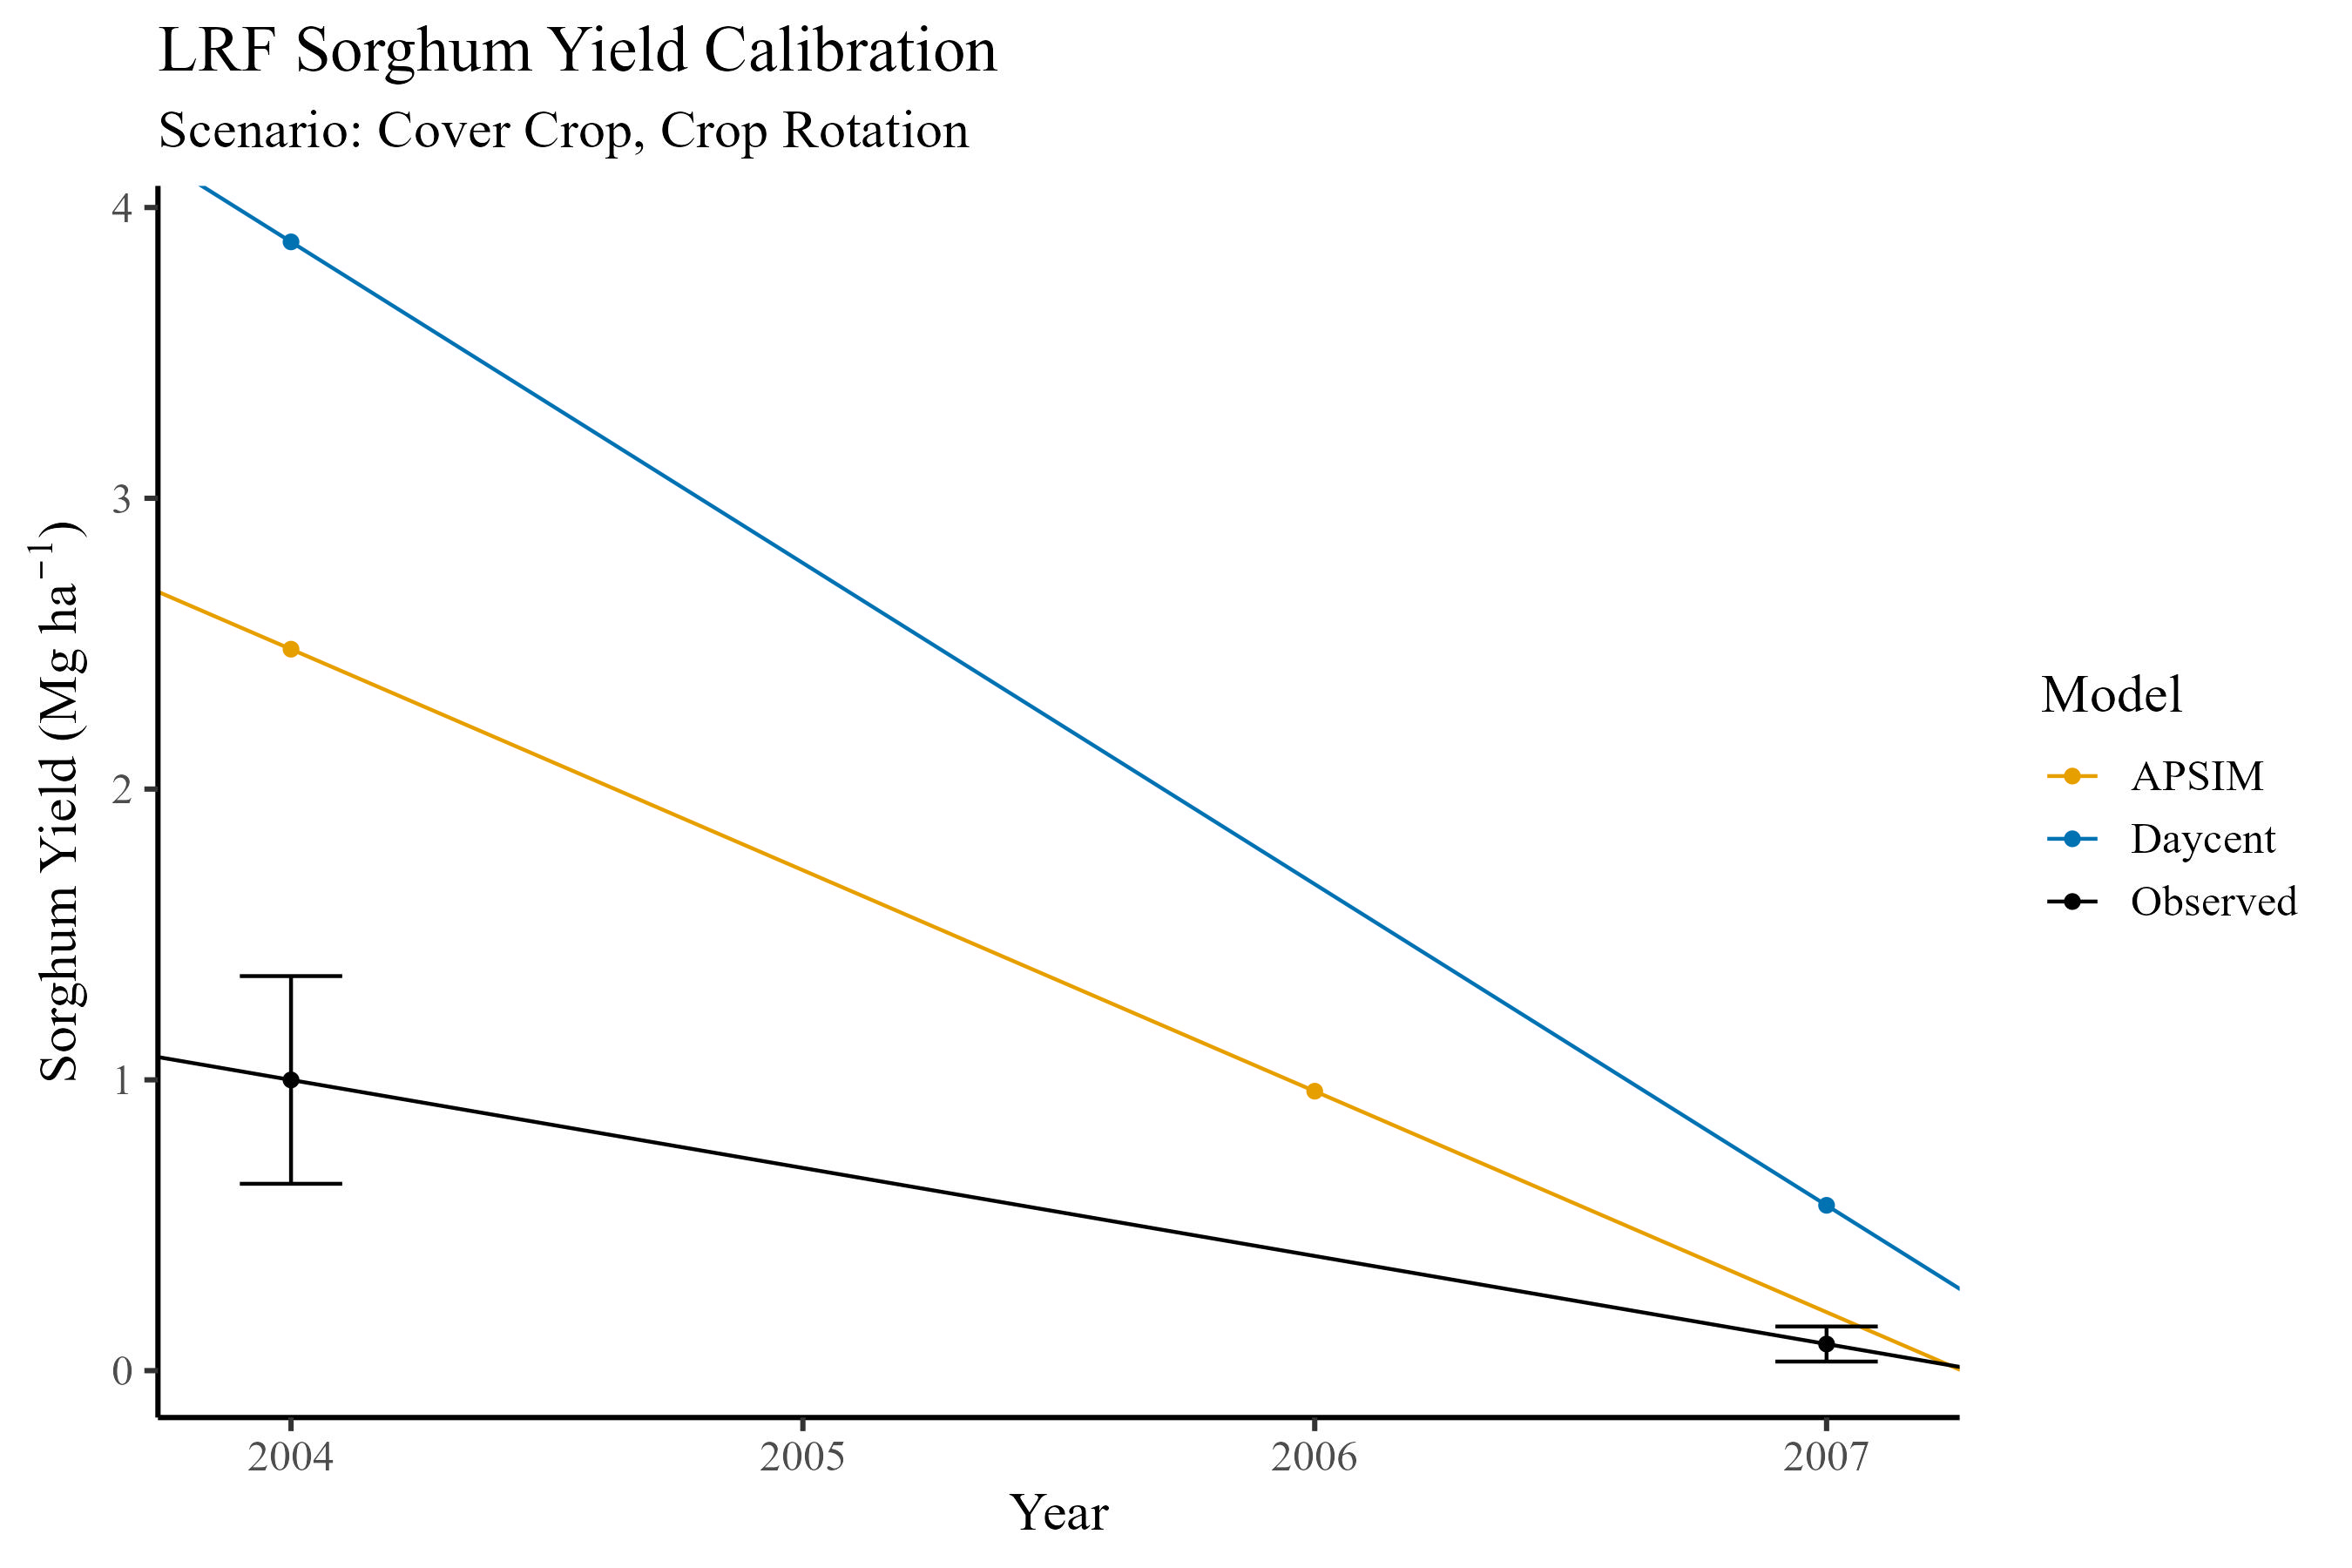 LRF Sorghum Yield Calibration
Scenario: Cover Crop, Crop Rotation
Sorghum Yield (Mg ha⁻¹)
4
3
2
1
0
2004 2005 2006 2007
Year
Model
APSIM
Daycent
Observed